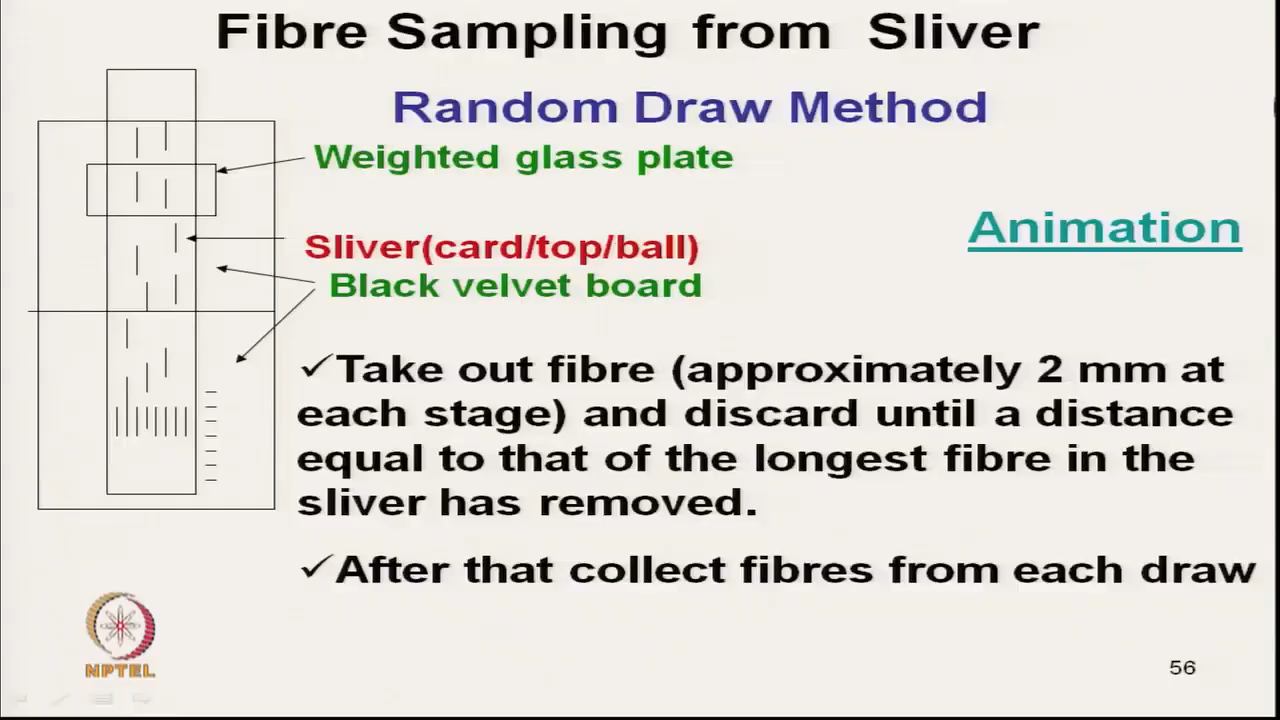 Fibre Sampling from Sliver
Random Draw Method
Weighted glass plate
Animation
Sliver(card/top/ball)
Black velvet board
✓Take out fibre (approximately 2 mm at
each stage) and discard until a distance
equal to that of the longest fibre in the
sliver has removed.
✓After that collect fibres from each draw
NPTEL
56